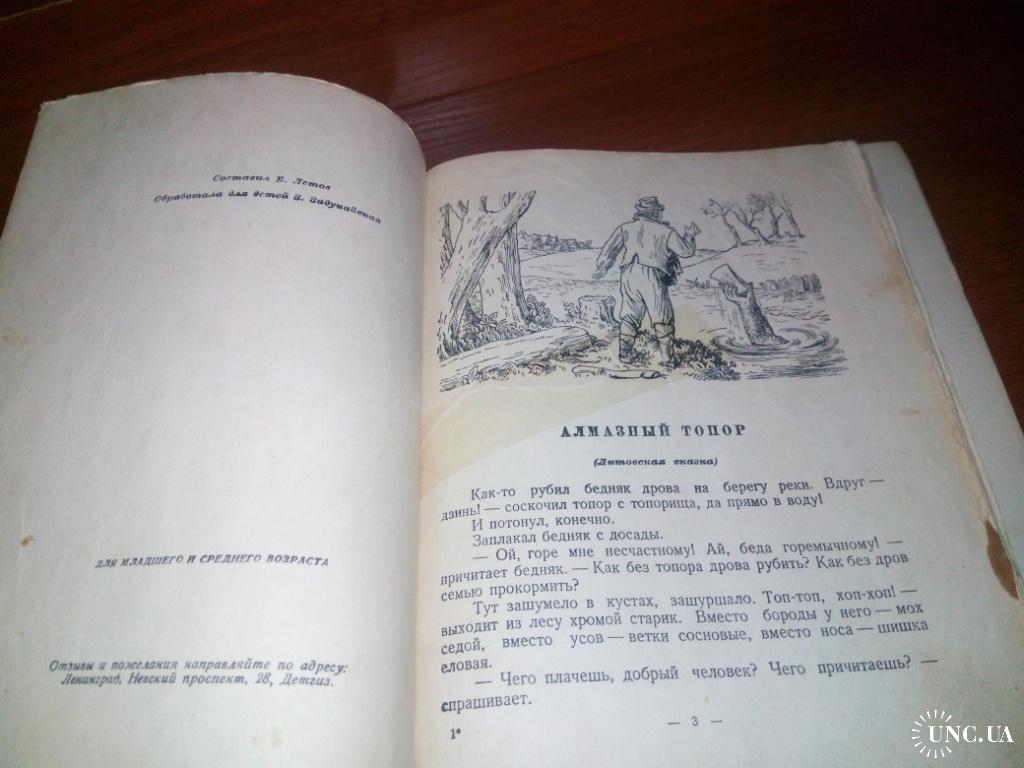 Составил Е. Летов
Обработала для детей В. Задунайская
ДЛЯ МЛАДШЕГО И СРЕДНЕГО ВОЗРАСТА
Отзывы и пожелания направляйте по адресу:
Ленинград, Невский проспект, 28, Детгиз.
АЛМАЗНЫЙ ТОПОР
(Литовская сказка)
Как-то рубил бедняк дрова на берегу реки. Вдруг —
дзинь! — соскочил топор с топорища, да прямо в воду!
И потонул, конечно.
Заплакал бедняк с досады.
— Ой, горе мне несчастному! Ай, беда горемычному! —
причитает бедняк. — Как без топора дрова рубить? Как без дров
семью прокормить?
Тут зашумело в кустах, зашуршало. Топ-топ, хоп-хоп! —
выходит из лесу хромой старик. Вместо бороды у него — мох
седой, вместо усов — ветки сосновые, вместо носа — шишка
еловая.
— Чего плачешь, добрый человек? Чего причитаешь? —
спрашивает.
1*
— 3 —
UNC.UA